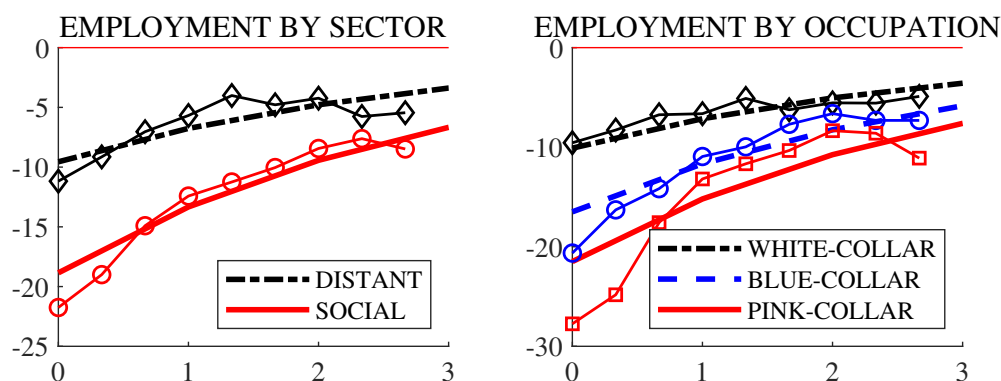 EMPLOYMENT BY SECTOR
0
-5
-10
-15
-20
-25
0 1 2 3
DISTANT
SOCIAL
EMPLOYMENT BY OCCUPATION
0
-10
-20
-30
0 1 2 3
WHITE-COLLAR
BLUE-COLLAR
PINK-COLLAR